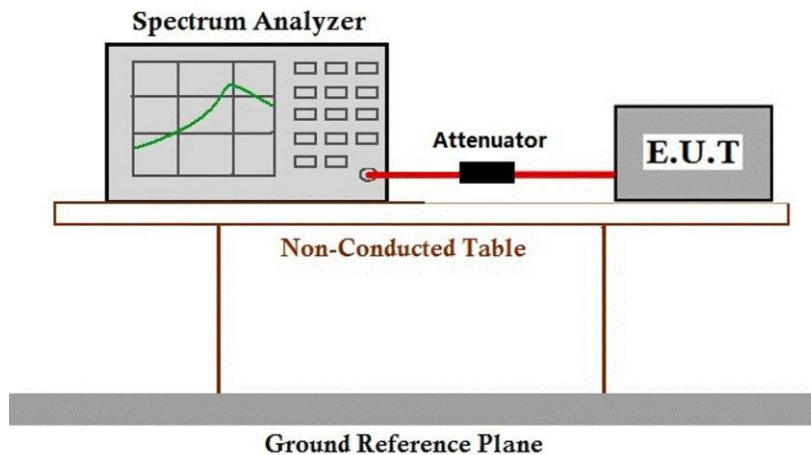 Spectrum Analyzer
Attenuator
E.U.T
Non-Conducted Table
Ground Reference Plane